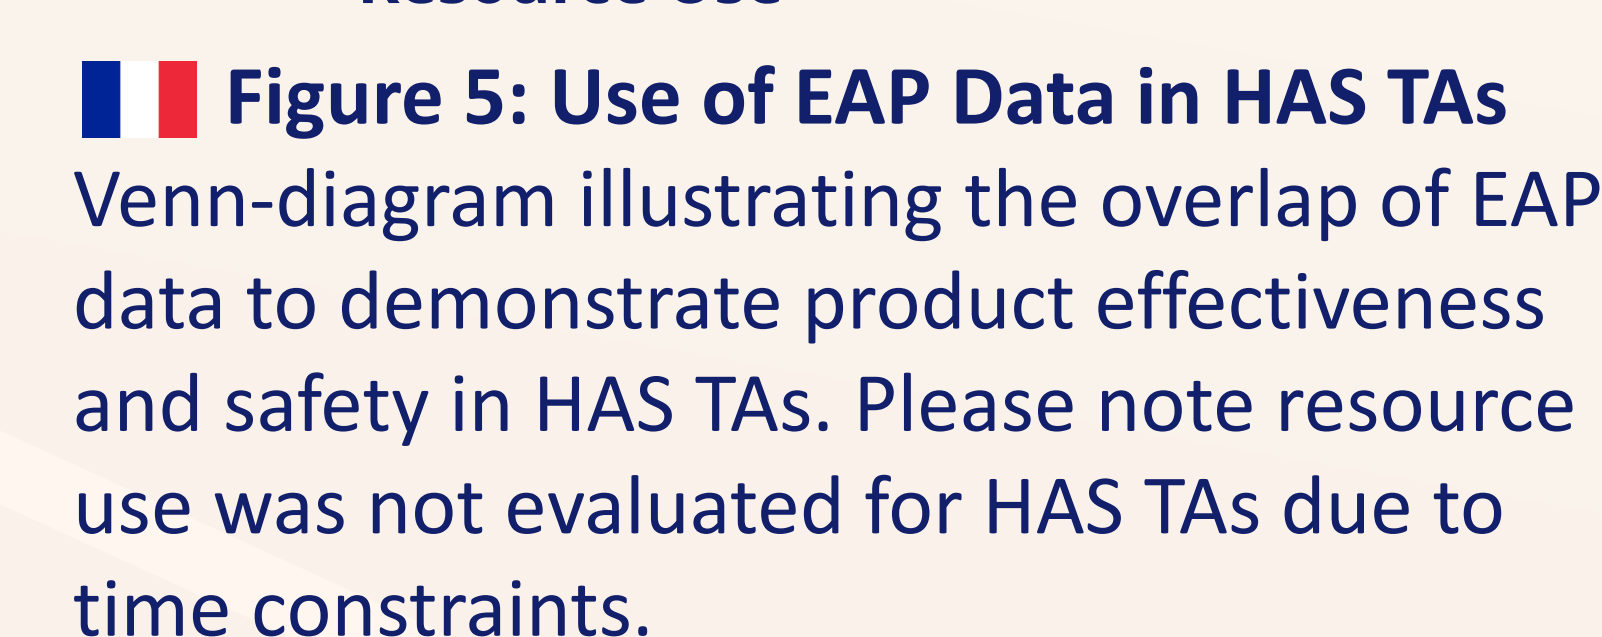 Resource Use
Figure 5: Use of EAP Data in HAS TAs
Venn-diagram illustrating the overlap of EAP
data to demonstrate product effectiveness
and safety in HAS TAs. Please note resource
use was not evaluated for HAS TAs due to
time constraints.